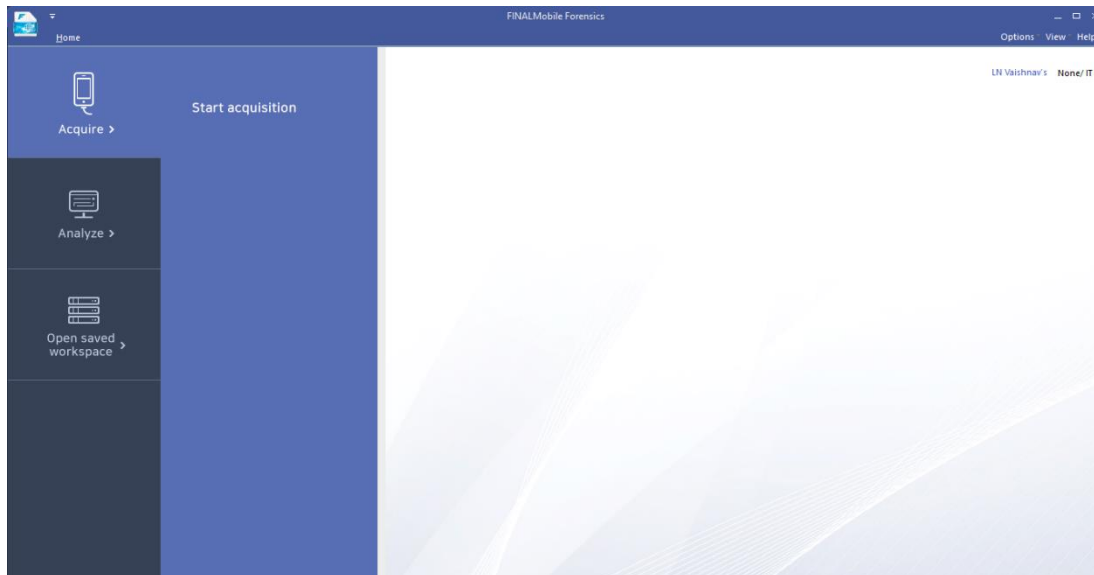 FINALMobile Forensics
Home
Options View Help
LN Vaishnav's None/ IT
Acquire >
Start acquisition
Analyze >
Open saved
workspace >